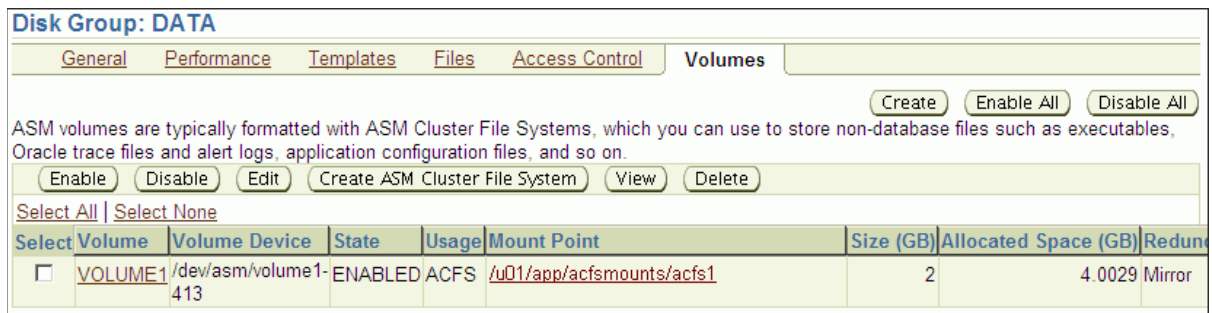 Disk Group: DATA
General Performance Templates Files Access Control Volumes
Create Enable All Disable All
ASM volumes are typically formatted with ASM Cluster File Systems, which you can use to store non-database files such as executables,
Oracle trace files and alert logs, application configuration files, and so on.
Enable Disable Edit Create ASM Cluster File System View Delete
Select All | Select None
Select Volume Volume Device State Usage Mount Point Size (GB) Allocated Space (GB) Redun
VOLUME1 /dev/asm/volume1- ENABLED ACFS /u01/app/acfsmounts/acfs1 2 4.0029 Mirror
413